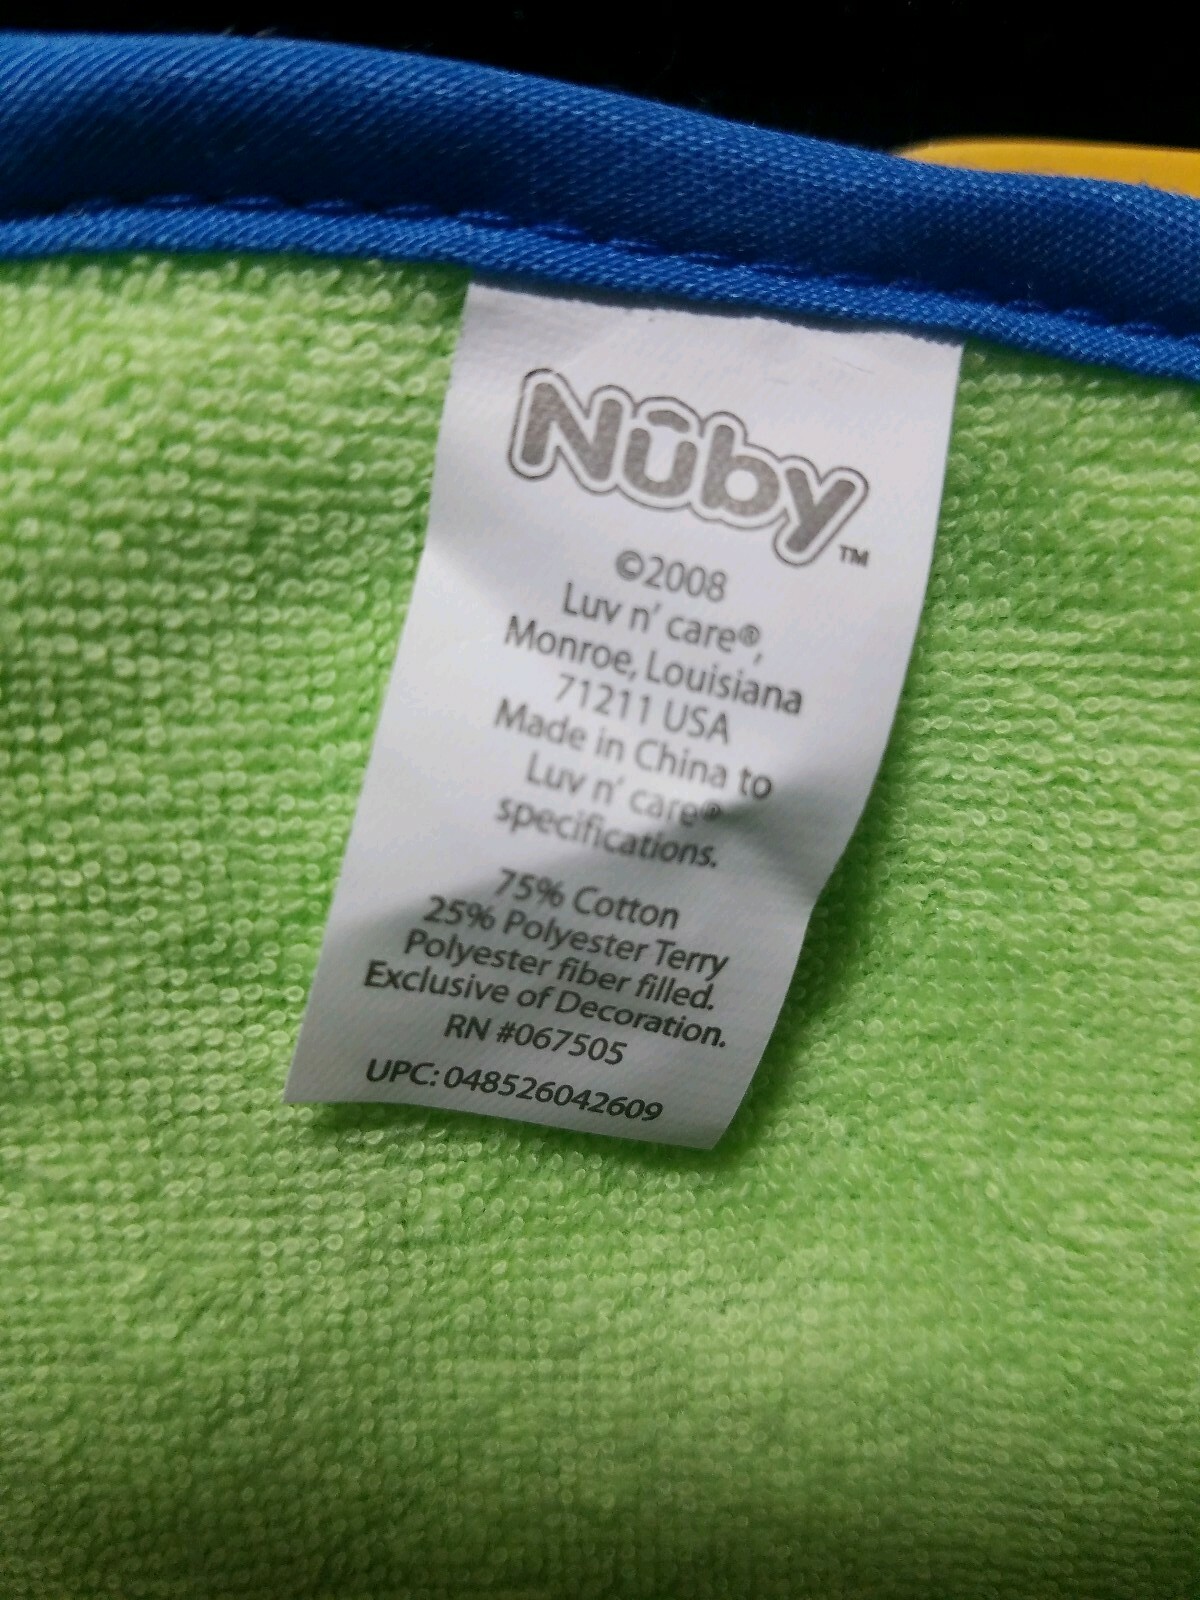 Nûby™
©2008
Luv n' care®,
Monroe, Louisiana
71211 USA
Made in China to
Luv n' care®
specifications.
75% Cotton
25% Polyester Terry
Polyester fiber filled.
Exclusive of Decoration.
RN #067505
UPC: 048526042609